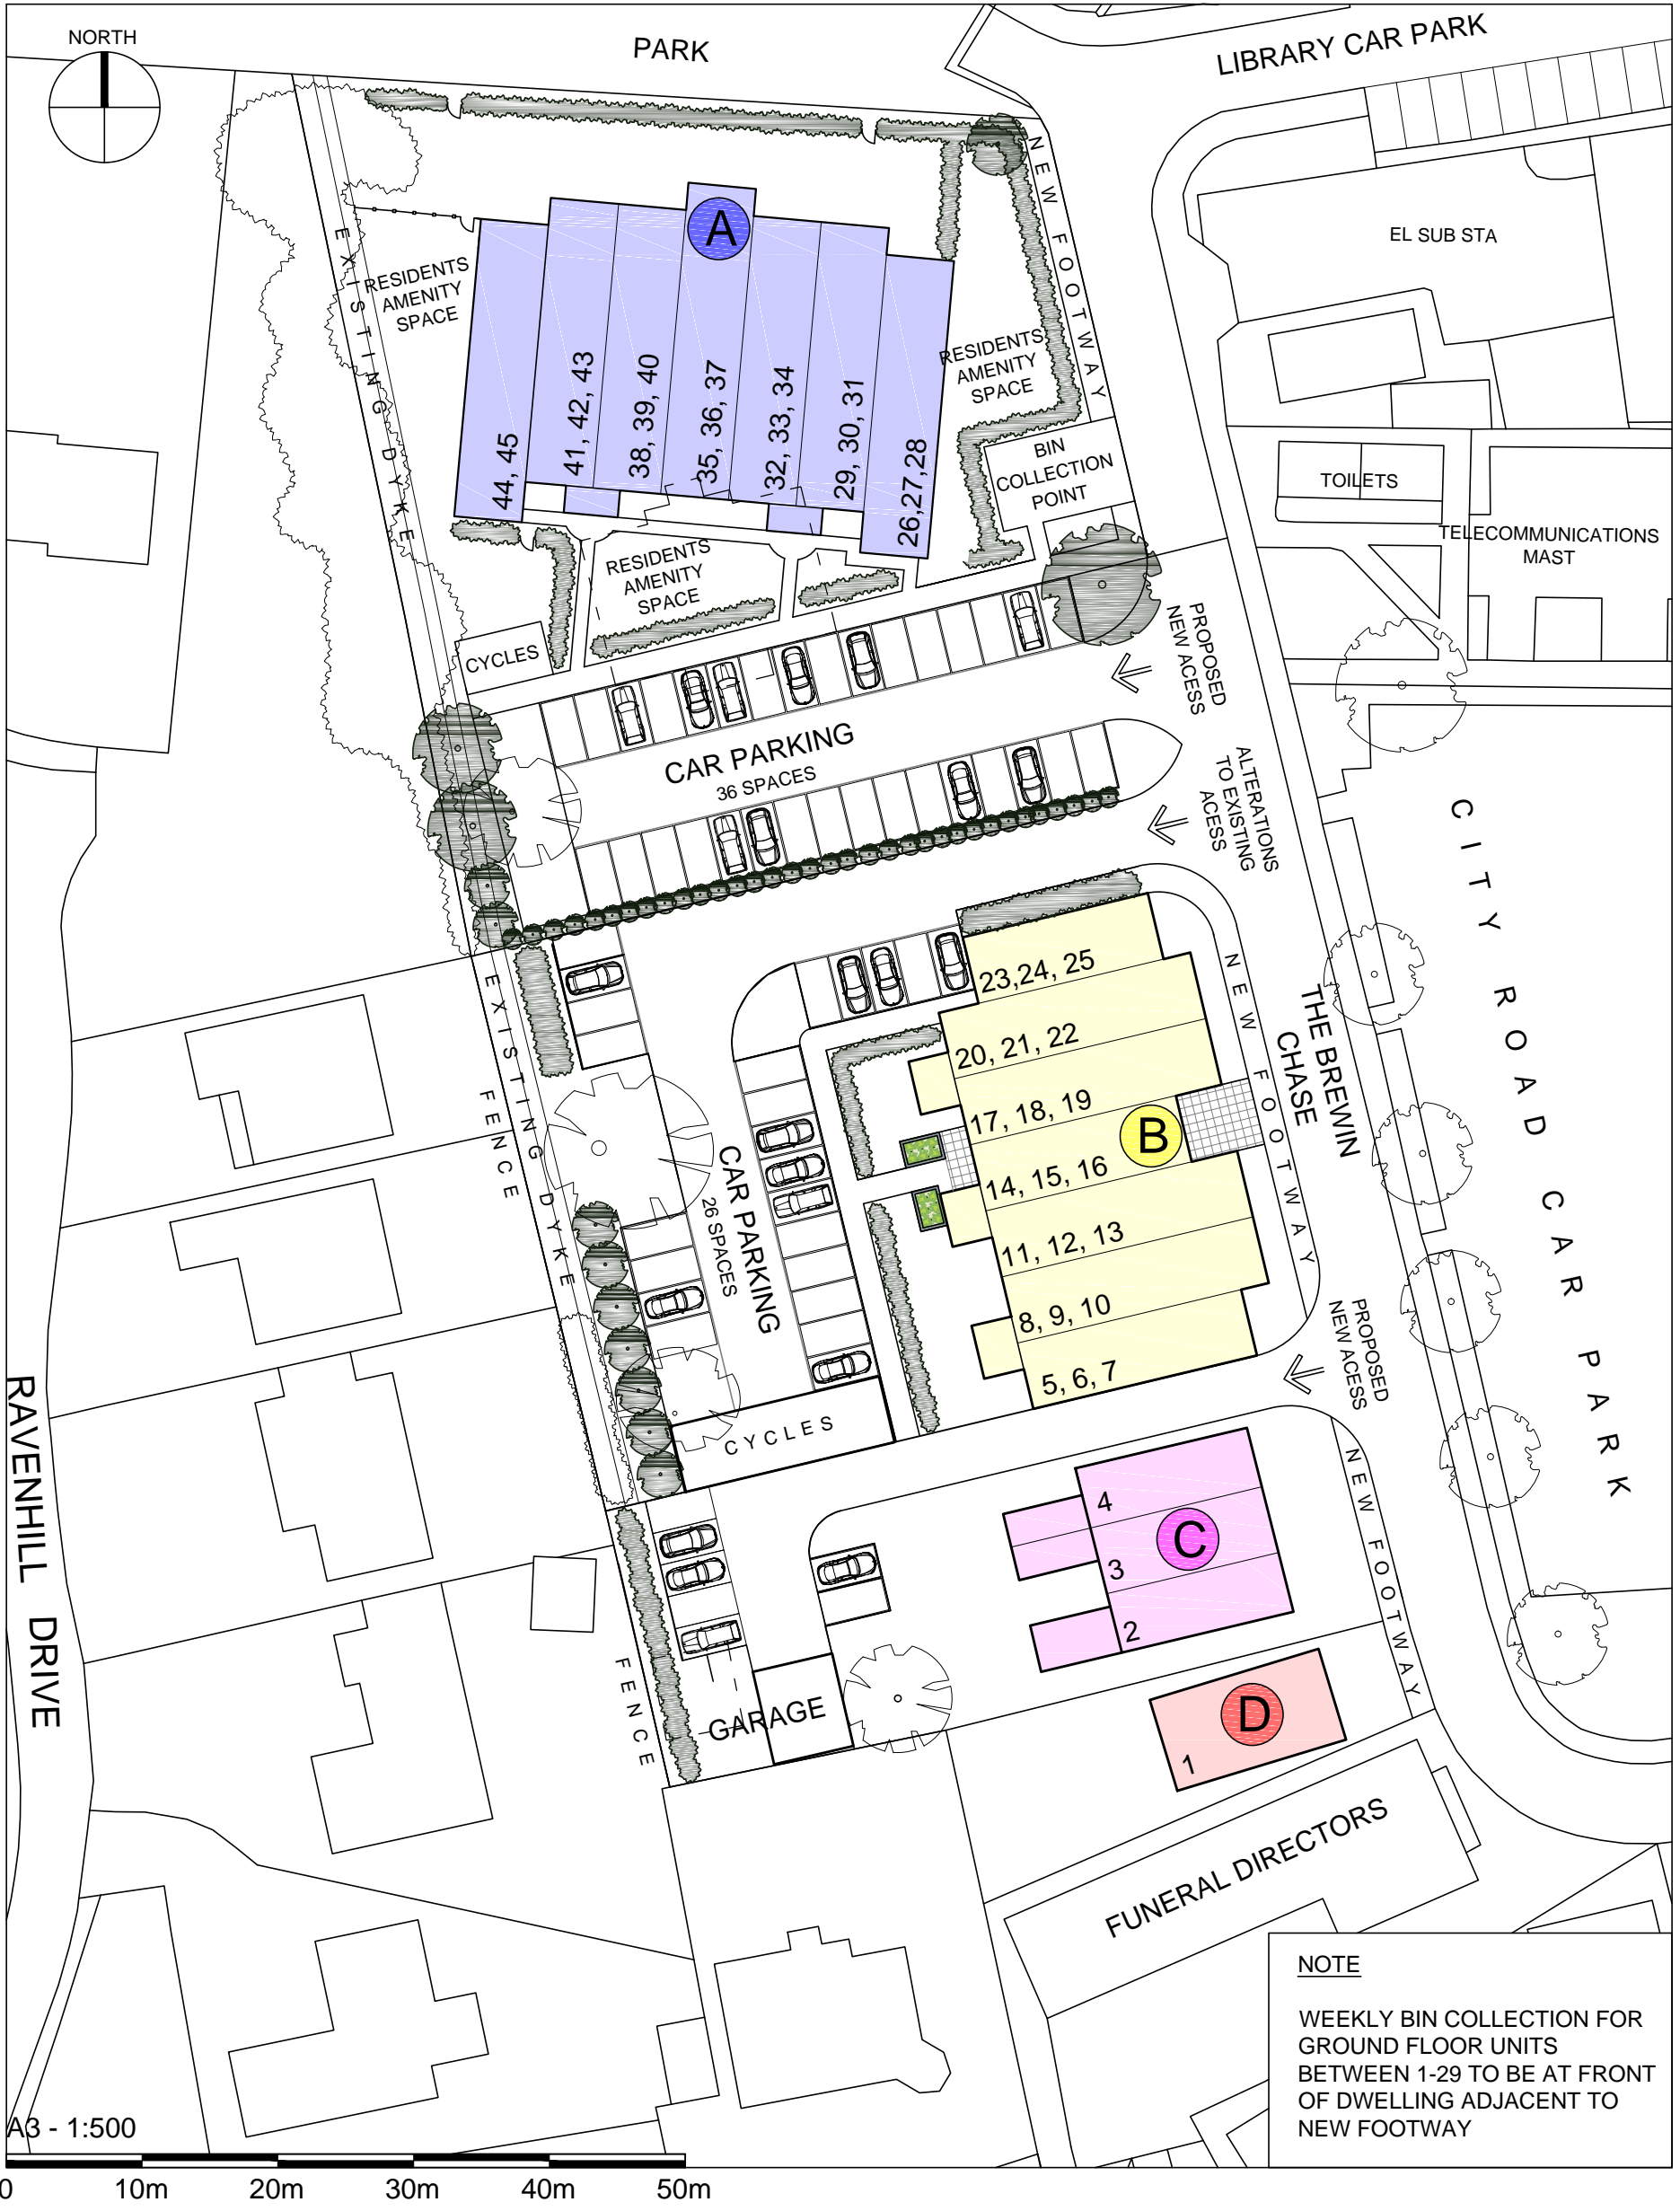 NORTH
PARK
LIBRARY CAR PARK
A
NEW FOOTWAY
EL SUB STA
EXISTING DYKE
RESIDENTS
AMENITY
SPACE
44, 45
41, 42, 43
38, 39, 40
35, 36, 37
32, 33, 34
29, 30, 31
26,27,28
RESIDENTS
AMENITY
SPACE
BIN
COLLECTION
POINT
TOILETS
TELECOMMUNICATIONS
MAST
RESIDENTS
AMENITY
SPACE
CYCLES
PROPOSED
NEW ACESS
CAR PARKING
36 SPACES
ALTERATIONS
TO EXISTING
ACESS
CITY ROAD CAR PARK
23,24, 25
20, 21, 22
17, 18, 19
14, 15, 16
11, 12, 13
8, 9, 10
5, 6, 7
B
NEW FOOTWAY
THE BREWIN
CHASE
EXISTING DYKE
FENCE
CAR PARKING
26 SPACES
PROPOSED
NEW ACESS
CYCLES
RAVENHILL DRIVE
4
3
2
C
NEW FOOTWAY
FENCE
GARAGE
D
1
FUNERAL DIRECTORS
NOTE
WEEKLY BIN COLLECTION FOR
GROUND FLOOR UNITS
BETWEEN 1-29 TO BE AT FRONT
OF DWELLING ADJACENT TO
NEW FOOTWAY
A3 - 1:500
0 10m 20m 30m 40m 50m